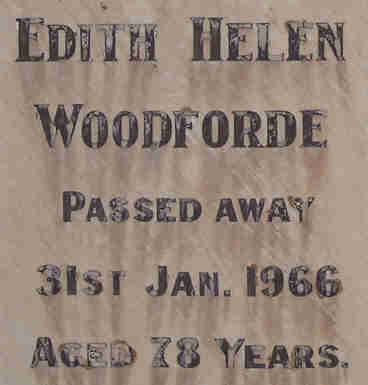 EDITH HELEN
WOODFORDE
PASSED AWAY
31ST JAN. 1966
AGED 78 YEARS.